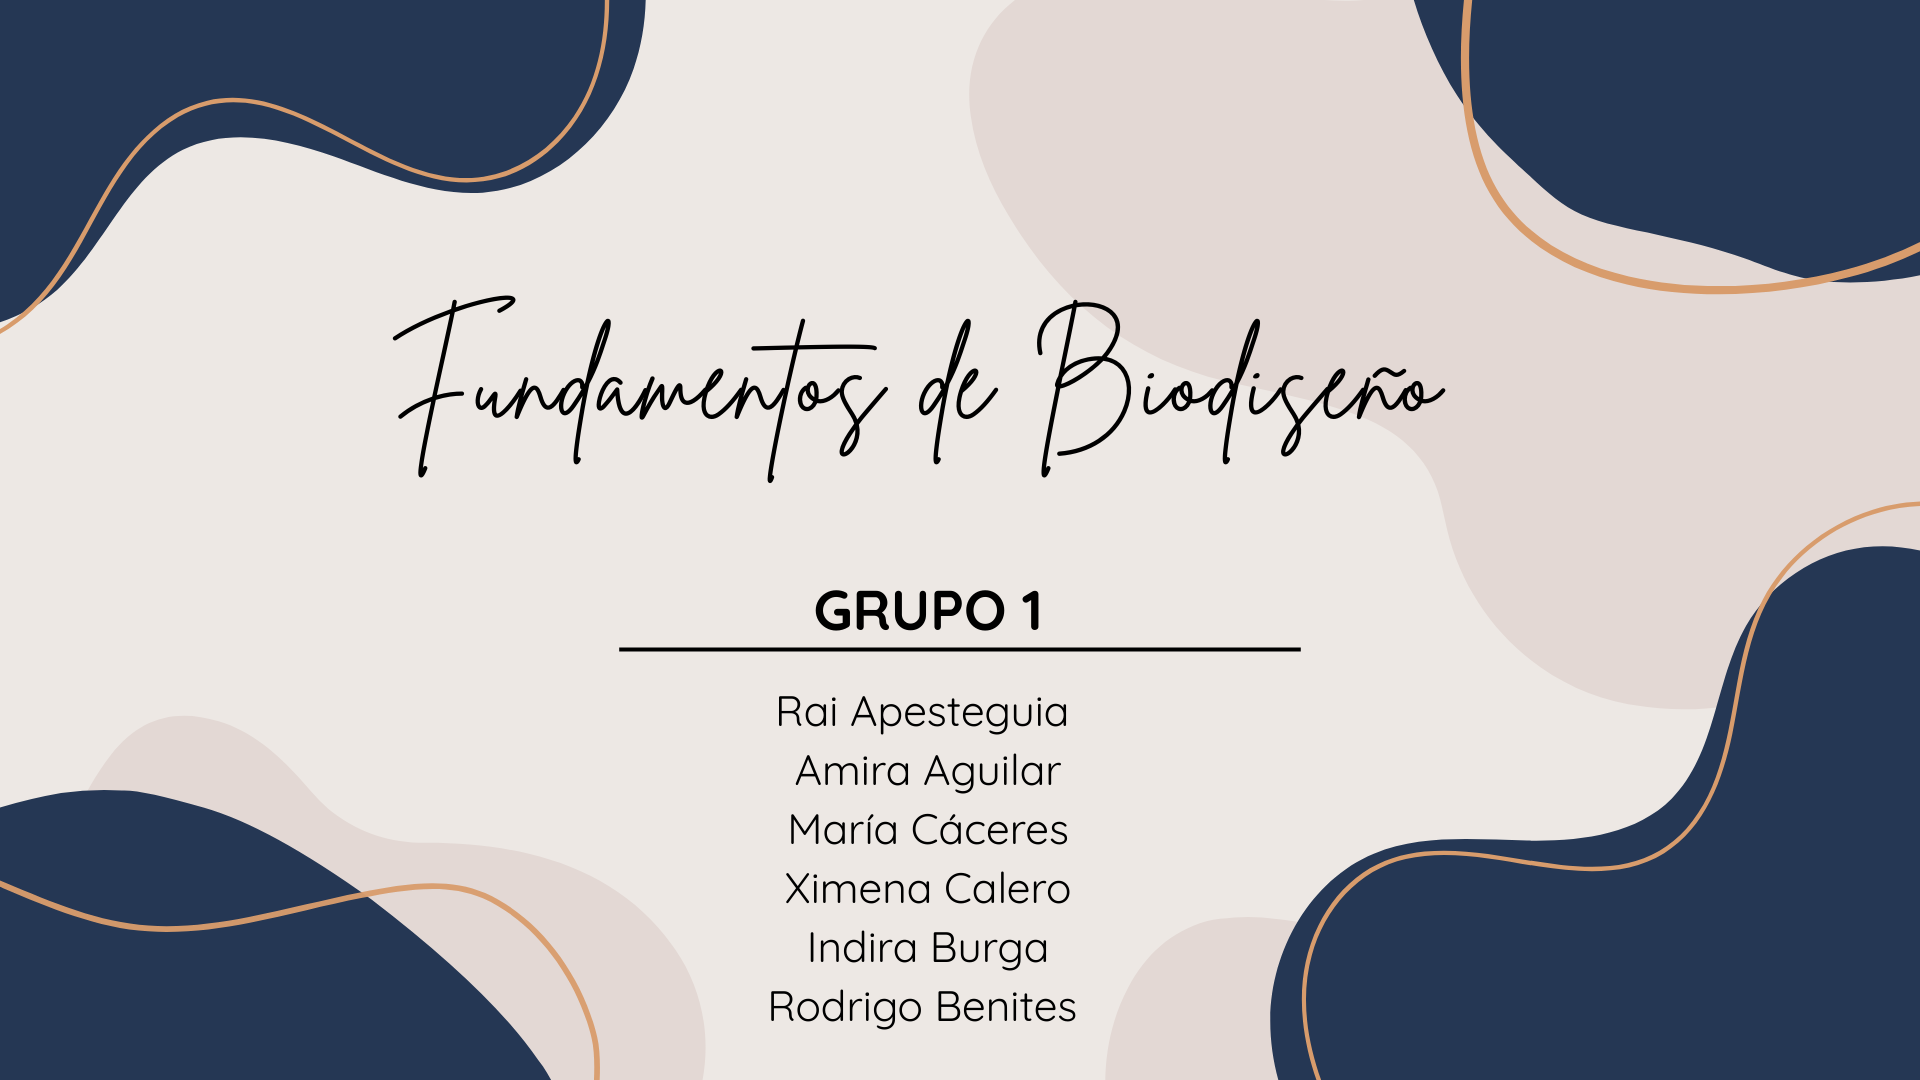 Fundamentos de Biodiseño
GRUPO 1
Rai Apesteguia
Amira Aguilar
María Cáceres
Ximena Calero
Indira Burga
Rodrigo Benites